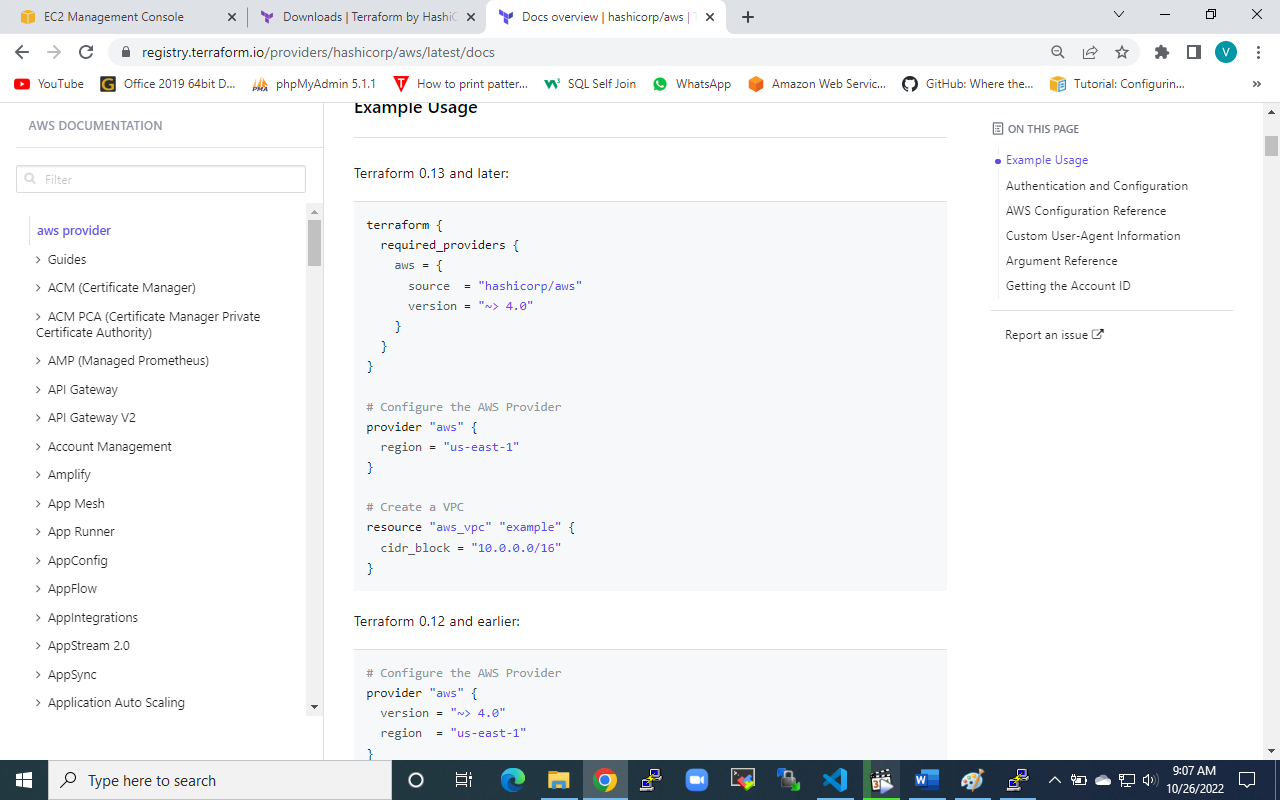 EC2 Management Console
Downloads | Terraform by HashiC
Docs overview | hashicorp/aws | T
registry.terraform.io/providers/hashicorp/aws/latest/docs
V
YouTube
Office 2019 64bit D...
phpMyAdmin 5.1.1
How to print patter...
SQL Self Join
WhatsApp
Amazon Web Servic...
GitHub: Where the...
Tutorial: Configurin...
»
AWS DOCUMENTATION
Filter
aws provider
Guides
ACM (Certificate Manager)
ACM PCA (Certificate Manager Private
Certificate Authority)
AMP (Managed Prometheus)
API Gateway
API Gateway V2
Account Management
Amplify
App Mesh
App Runner
AppConfig
AppFlow
AppIntegrations
AppStream 2.0
AppSync
Application Auto Scaling
Example Usage
Terraform 0.13 and later:
terraform {
  required_providers {
    aws = {
      source  = "hashicorp/aws"
      version = "~> 4.0"
    }
  }
}
# Configure the AWS Provider
provider "aws" {
  region = "us-east-1"
}
# Create a VPC
resource "aws_vpc" "example" {
  cidr_block = "10.0.0.0/16"
}
Terraform 0.12 and earlier:
# Configure the AWS Provider
provider "aws" {
  version = "~> 4.0"
  region  = "us-east-1"
}
ON THIS PAGE
Example Usage
Authentication and Configuration
AWS Configuration Reference
Custom User-Agent Information
Argument Reference
Getting the Account ID
Report an issue
Type here to search
9:07 AM
10/26/2022